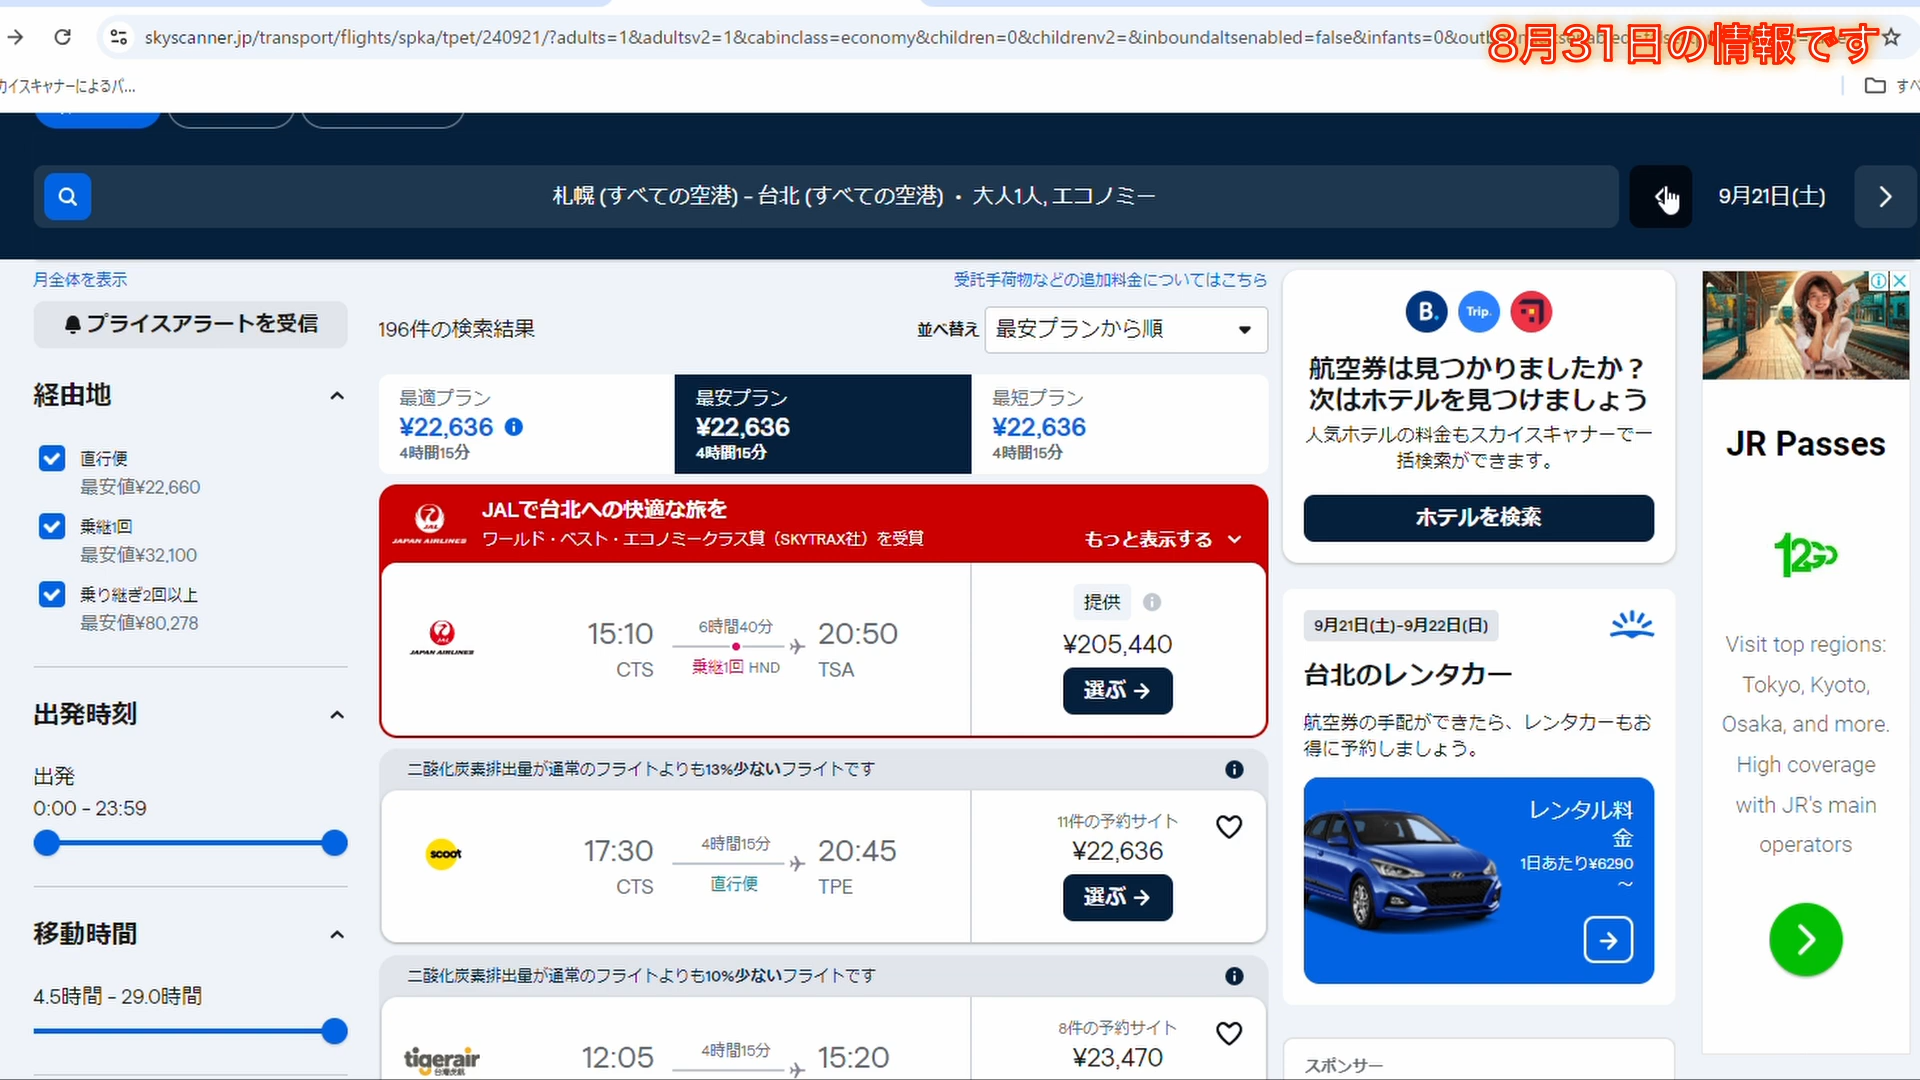 skyscanner.jp/transport/flights/spka/tpet/240921/?adults=1&adultsv2=1&cabinclass=economy&children=0&childrenv2=&inboundaltsenabled=false&infants=0&outb
8月31日の情報です
カイスキャナーによるパ...
すべ
札幌 (すべての空港) – 台北 (すべての空港) • 大人1人, エコノミー
9月21日(土)
月全体を表示
受託手荷物などの追加料金についてはこちら
プライスアラートを受信
196件の検索結果
並べ替え
最安プランから順
経由地
直行便
最安値¥22,660
乗継1回
最安値¥32,100
乗り継ぎ2回以上
最安値¥80,278
出発時刻
出発
0:00 – 23:59
移動時間
4.5時間 – 29.0時間
最適プラン
¥22,636
4時間15分
最安プラン
¥22,636
4時間15分
最短プラン
¥22,636
4時間15分
JAL
JAPAN AIRLINES
JALで台北への快適な旅を
ワールド・ベスト・エコノミークラス賞（SKYTRAX社）を受賞
もっと表示する
JAPAN AIRLINES
15:10
CTS
6時間40分
乗継1回 HND
20:50
TSA
提供
¥205,440
選ぶ →
二酸化炭素排出量が通常のフライトよりも13%少ないフライトです
scoot
17:30
CTS
4時間15分
直行便
20:45
TPE
11件の予約サイト
¥22,636
選ぶ →
二酸化炭素排出量が通常のフライトよりも10%少ないフライトです
tigerair
台灣虎航
12:05
4時間15分
15:20
8件の予約サイト
¥23,470
B.
Trip.
航空券は見つかりましたか？
次はホテルを見つけましょう
人気ホテルの料金もスカイスキャナーで一
括検索ができます。
ホテルを検索
9月21日(土)–9月22日(日)
台北のレンタカー
航空券の手配ができたら、レンタカーもお
得に予約しましょう。
レンタル料
金
1日あたり¥6290
～
スポンサー
JR Passes
12GO
Visit top regions:
Tokyo, Kyoto,
Osaka, and more.
High coverage
with JR's main
operators